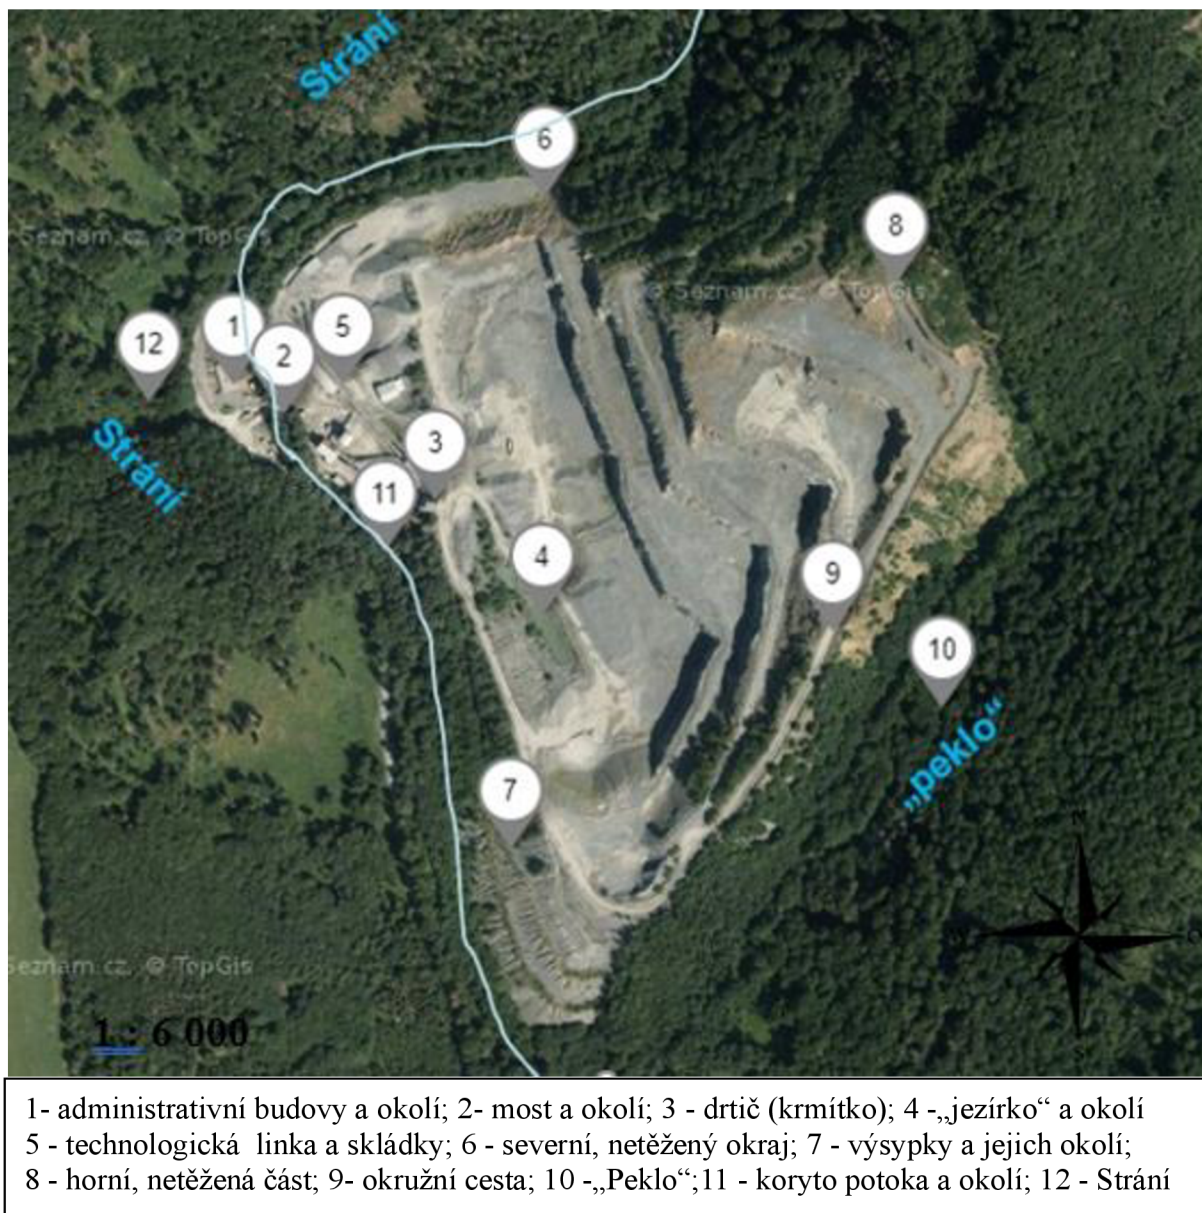 Strání
6
8
Seznam.cz, © TopGis
© Seznam.cz, © TopGis
1
5
12
2
Strání
3
11
4
9
10
„peklo“
7
Seznam.cz, © TopGis
1 : 6 000
1- administrativní budovy a okolí; 2- most a okolí; 3 - drtič (krmítko); 4 -„jezírko“ a okolí
5 - technologická linka a skládky; 6 - severní, netěžený okraj; 7 - výsypky a jejich okolí;
8 - horní, netěžená část; 9- okružní cesta; 10 -„Peklo“;11 - koryto potoka a okolí; 12 - Strání